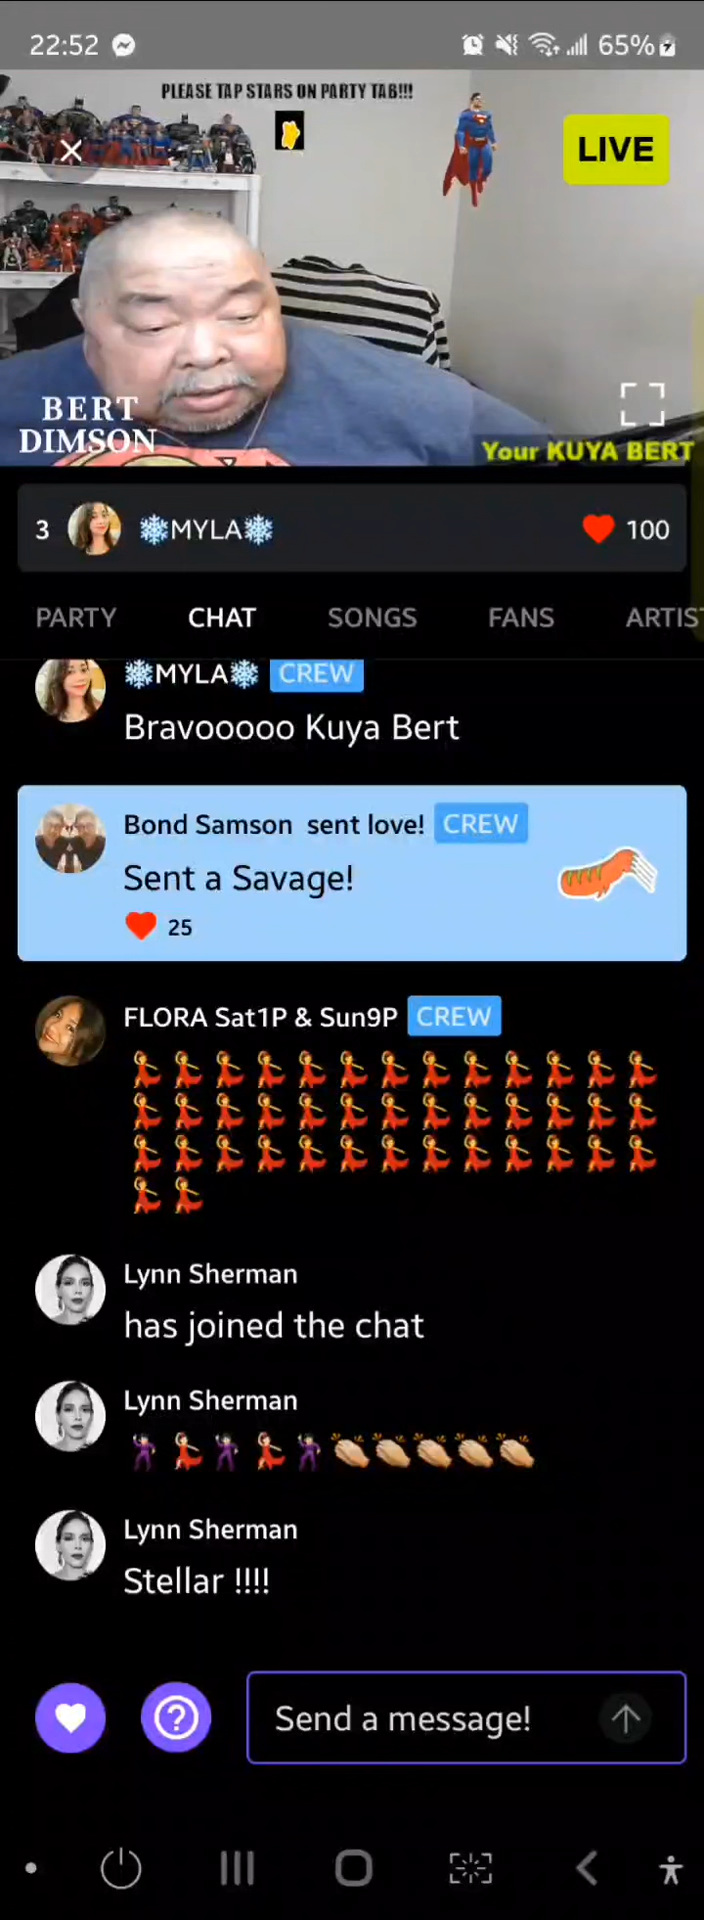 22:52
65%
PLEASE TAP STARS ON PARTY TAB!!!
LIVE
BERT
DIMSON
Your KUYA BERT
3 ❄MYLA❄ 100
PARTY CHAT SONGS FANS ARTIS
❄MYLA❄ CREW
Bravooooo Kuya Bert
Bond Samson sent love! CREW
Sent a Savage!
25
FLORA Sat1P & Sun9P CREW
Lynn Sherman
has joined the chat
Lynn Sherman
Lynn Sherman
Stellar !!!!
Send a message!